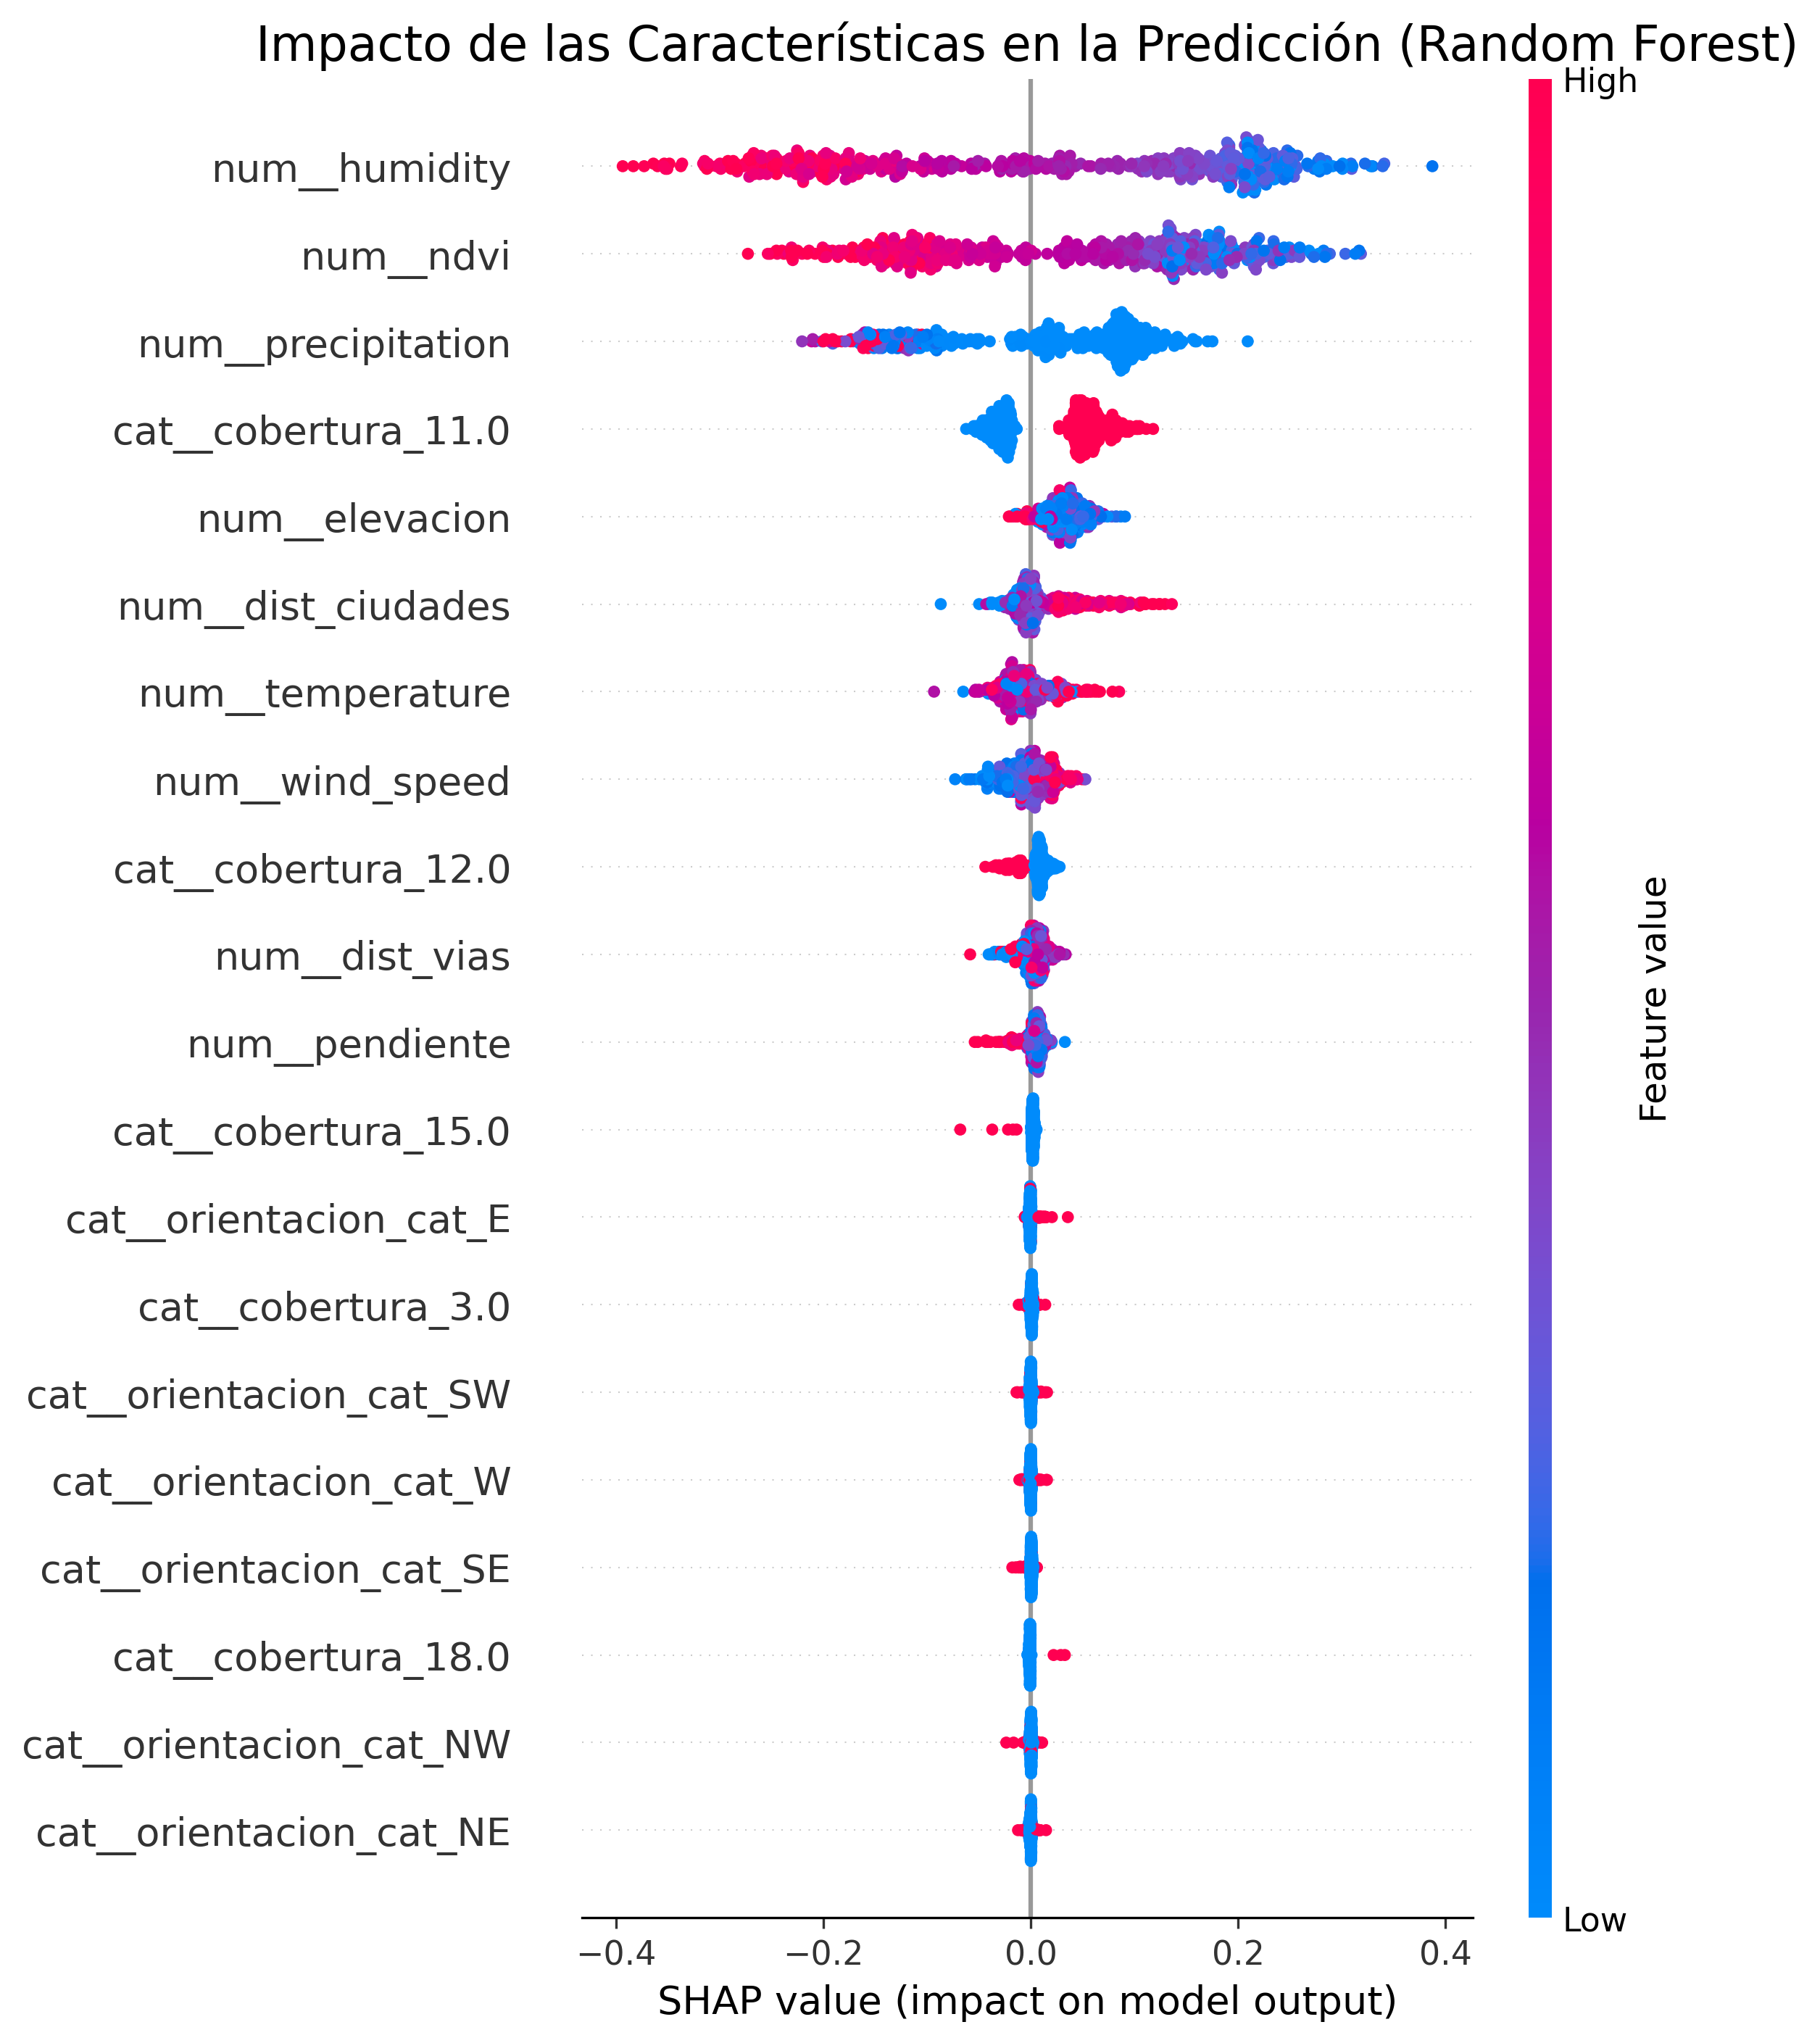 Impacto de las Características en la Predicción (Random Forest)
High
num__humidity
num__ndvi
num__precipitation
cat__cobertura_11.0
num__elevacion
num__dist_ciudades
num__temperature
num__wind_speed
cat__cobertura_12.0
num__dist_vias
num__pendiente
cat__cobertura_15.0
cat__orientacion_cat_E
cat__cobertura_3.0
cat__orientacion_cat_SW
cat__orientacion_cat_W
cat__orientacion_cat_SE
cat__cobertura_18.0
cat__orientacion_cat_NW
cat__orientacion_cat_NE
Feature value
Low
−0.4 −0.2 0.0 0.2 0.4
SHAP value (impact on model output)